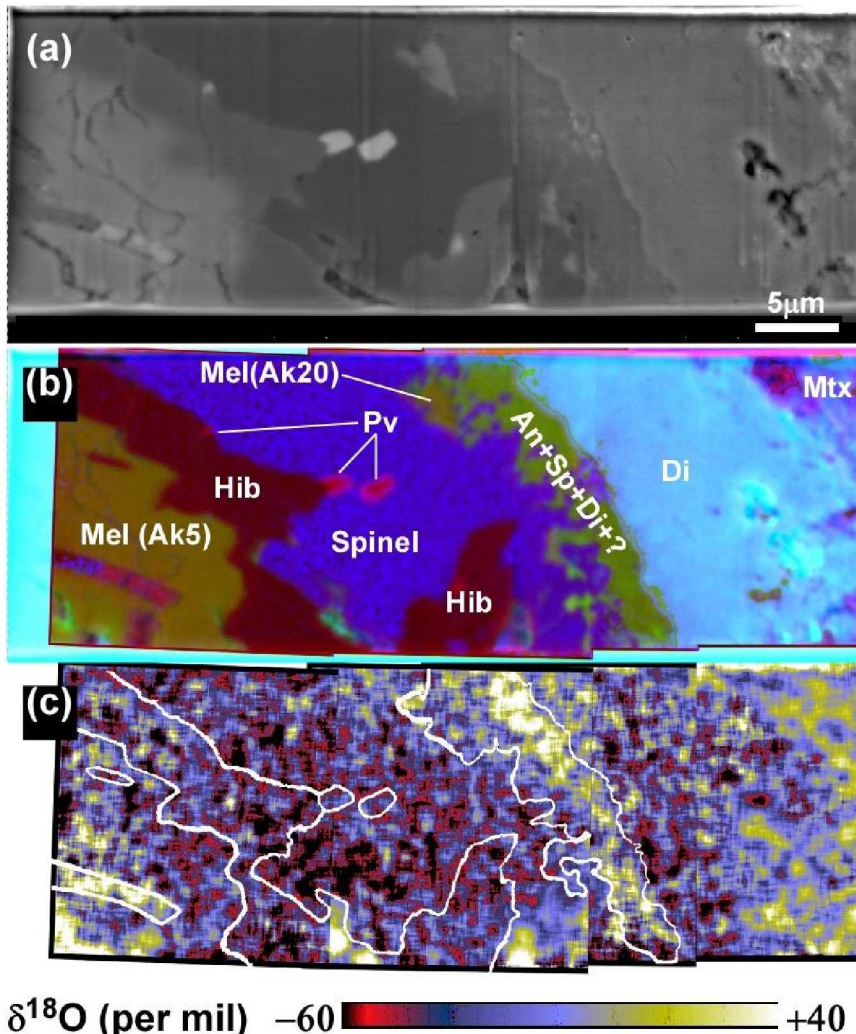 (a)
5μm
(b)
Mel(Ak20)
Mtx
Pv
An+Sp+Di+?
Di
Hib
Mel (Ak5)
Spinel
Hib
(c)
δ¹⁸O (per mil) −60 +40